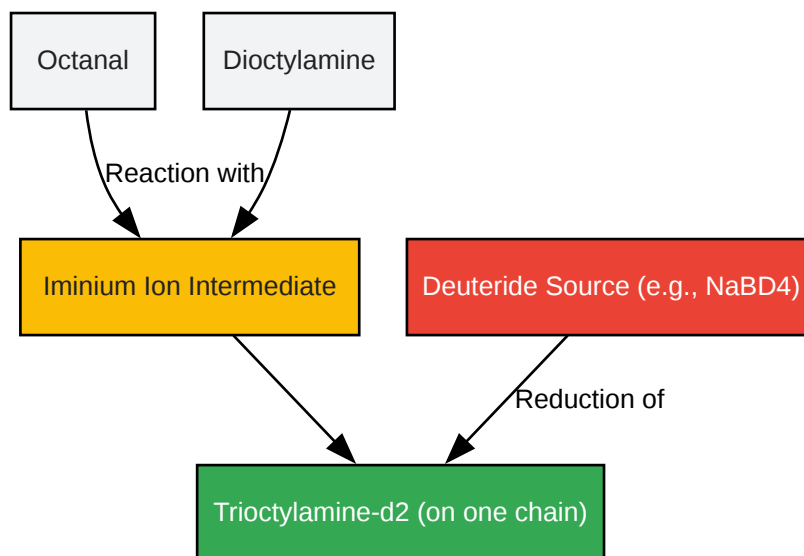 Octanal
Dioctylamine
Reaction with
Iminium Ion Intermediate
Deuteride Source (e.g., NaBD4)
Reduction of
Trioctylamine-d2 (on one chain)